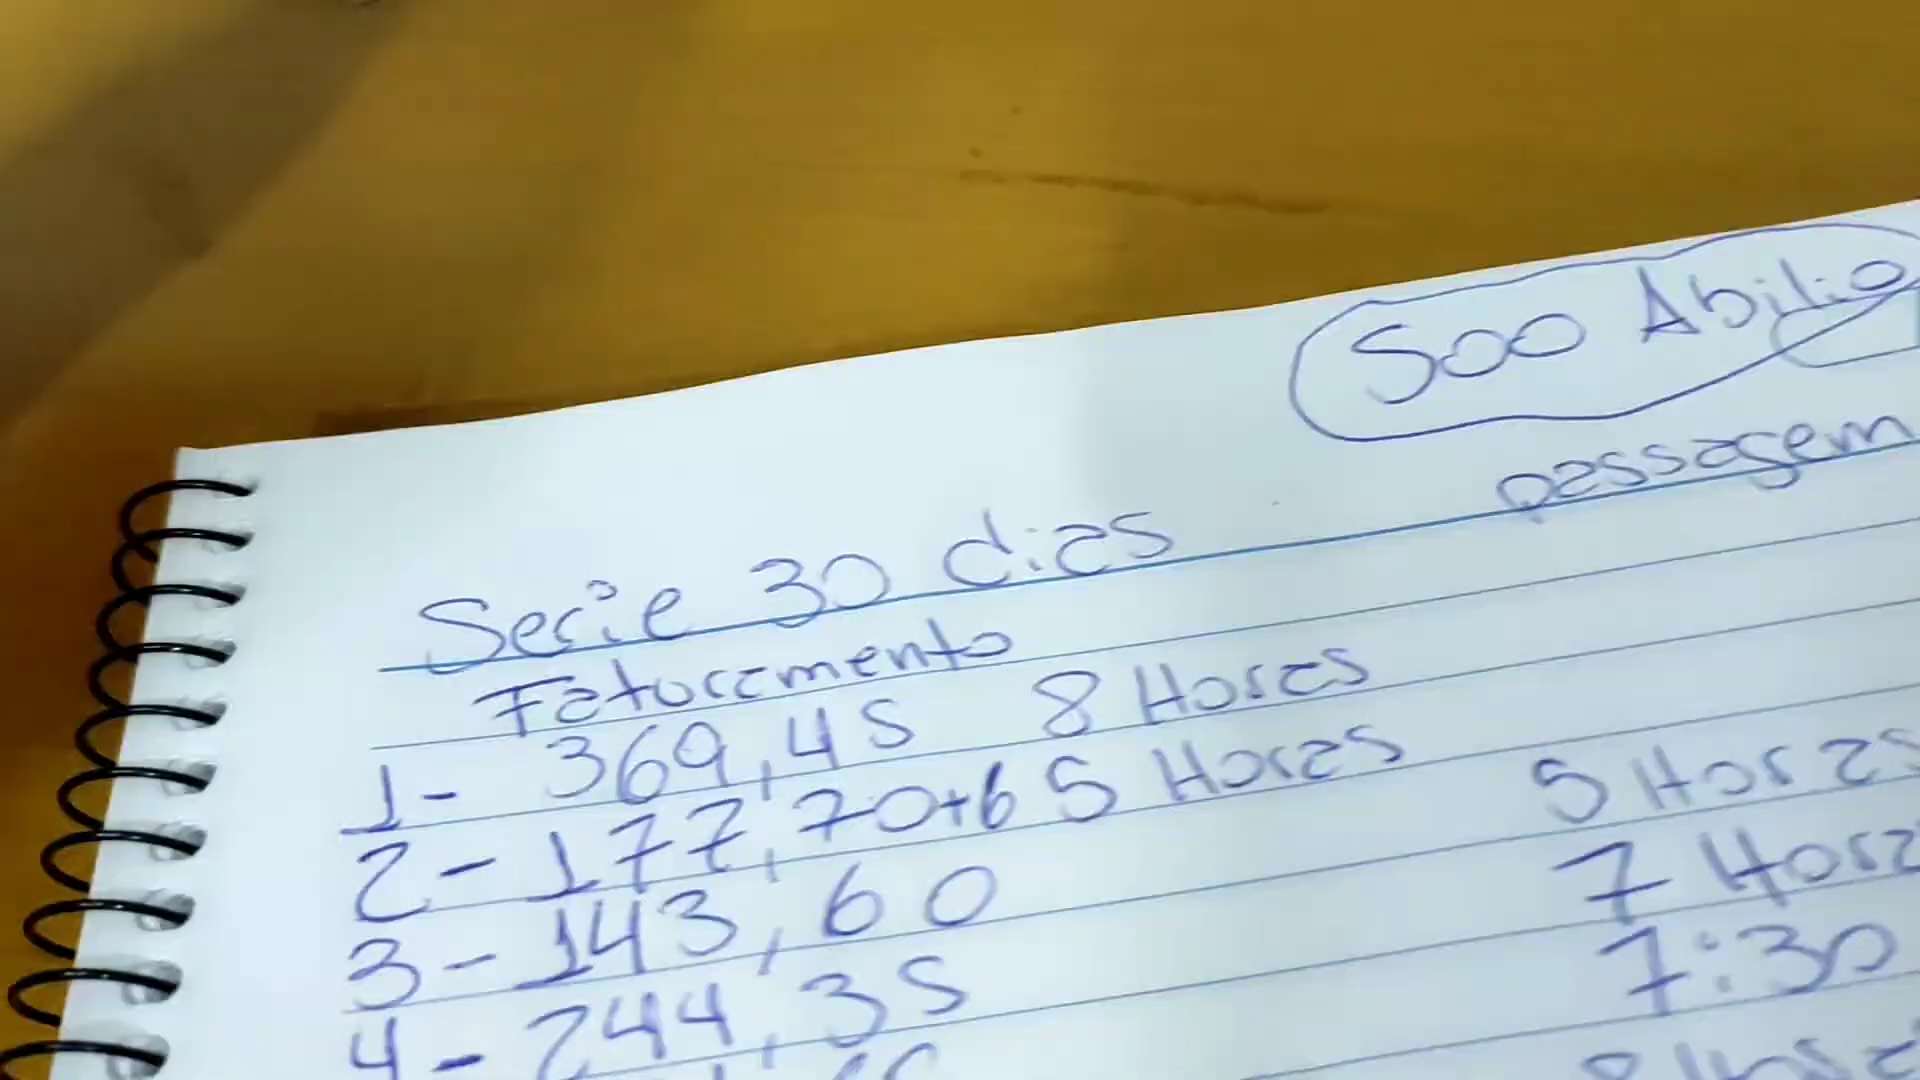 500 Abilio
passagem
Serie 30 dias
Faturamento
1- 369,45 8 Horas
2- 177,70+6 5 Horas
3- 143,60 5 Horas
4- 244,35 7 Horas
7:30